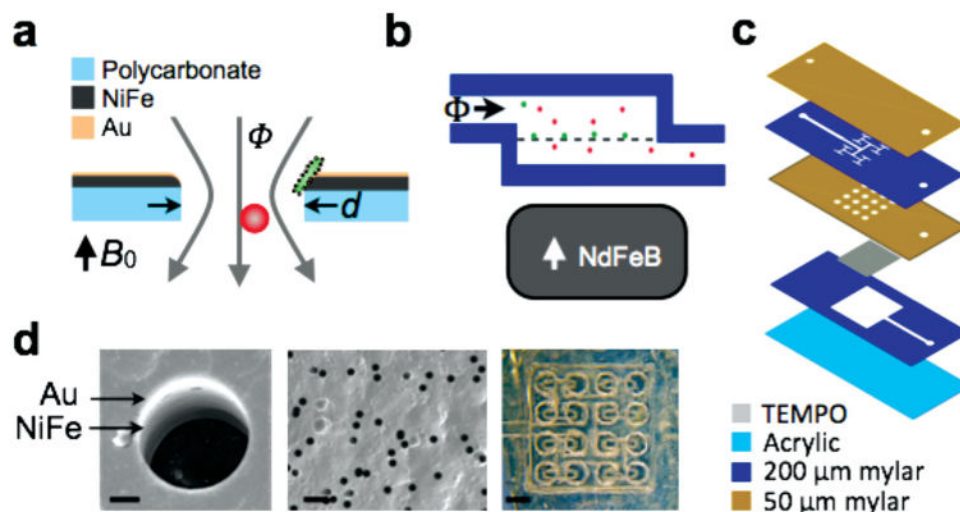 a
Polycarbonate
NiFe
Au
Φ
d
B0
b
Φ
NdFeB
c
TEMPO
Acrylic
200 μm mylar
50 μm mylar
d
Au
NiFe